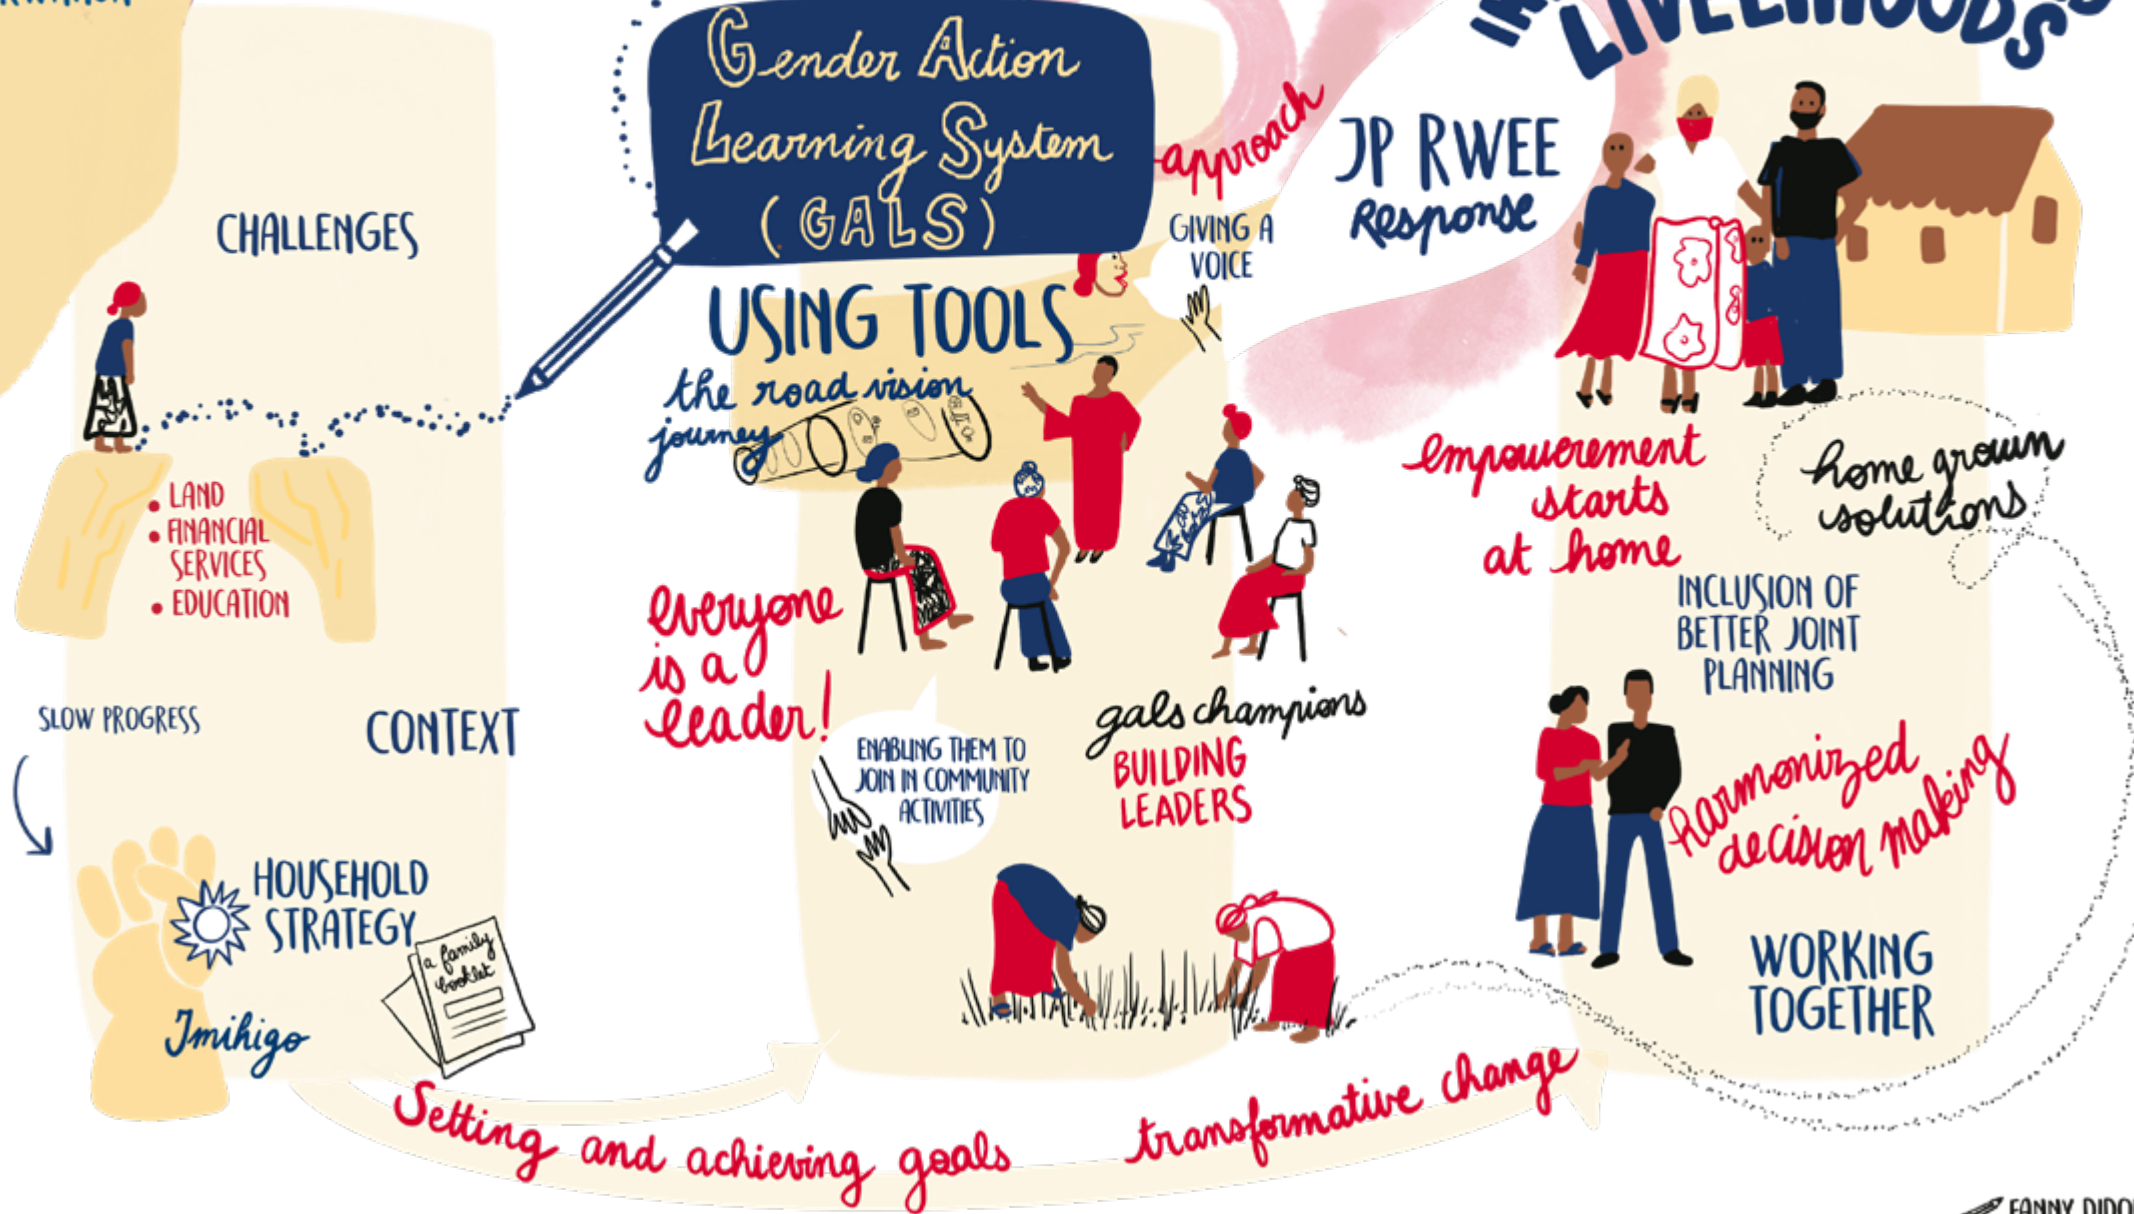 CHALLENGES
• LAND
• FINANCIAL
SERVICES
• EDUCATION
SLOW PROGRESS
CONTEXT
HOUSEHOLD
STRATEGY
a family
booklet
Imihigo
Gender Action
Learning System
(GALS)
approach
GIVING A
VOICE
USING TOOLS
the road vision
journey
everyone
is a
leader!
ENABLING THEM TO
JOIN IN COMMUNITY
ACTIVITIES
gals champions
BUILDING
LEADERS
JP RWEE
Response
LIVELIHOODS
empowerement
starts
at home
home grown
solutions
INCLUSION OF
BETTER JOINT
PLANNING
harmonized
decision making
WORKING
TOGETHER
Setting and achieving goals
transformative change
FANNY